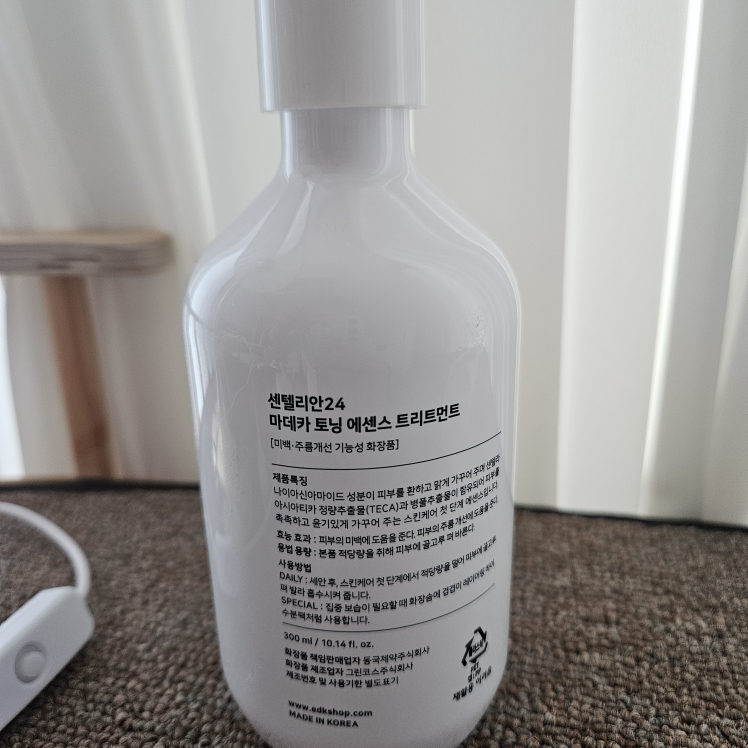 센텔리안24
마데카 토닝 에센스 트리트먼트
[미백·주름개선 기능성 화장품]
제품특징
나이아신아마이드 성분이 피부를 환하고 맑게 가꾸어 주며 센텔라
아시아티카 정량추출물(TECA)과 병풀추출물이 함유되어 피부를
촉촉하고 윤기있게 가꾸어 주는 스킨케어 첫 단계 에센스입니다.
효능 효과 : 피부의 미백에 도움을 준다. 피부의 주름 개선에 도움을 준다.
용법 용량 : 본품 적당량을 취해 피부에 골고루 펴 바른다.
사용방법
DAILY : 세안 후, 스킨케어 첫 단계에서 적당량을 덜어 피부에 골고루
펴 발라 흡수시켜 줍니다.
SPECIAL : 집중 보습이 필요할 때 화장솜에 겹겹이 레이어링 하여
수분팩처럼 사용합니다.
300 ml / 10.14 fl. oz.
화장품 책임판매업자 동국제약주식회사
화장품 제조업자 그린코스주식회사
제조번호 및 사용기한 별도표기
재활용 어려움
www.edkshop.com
MADE IN KOREA